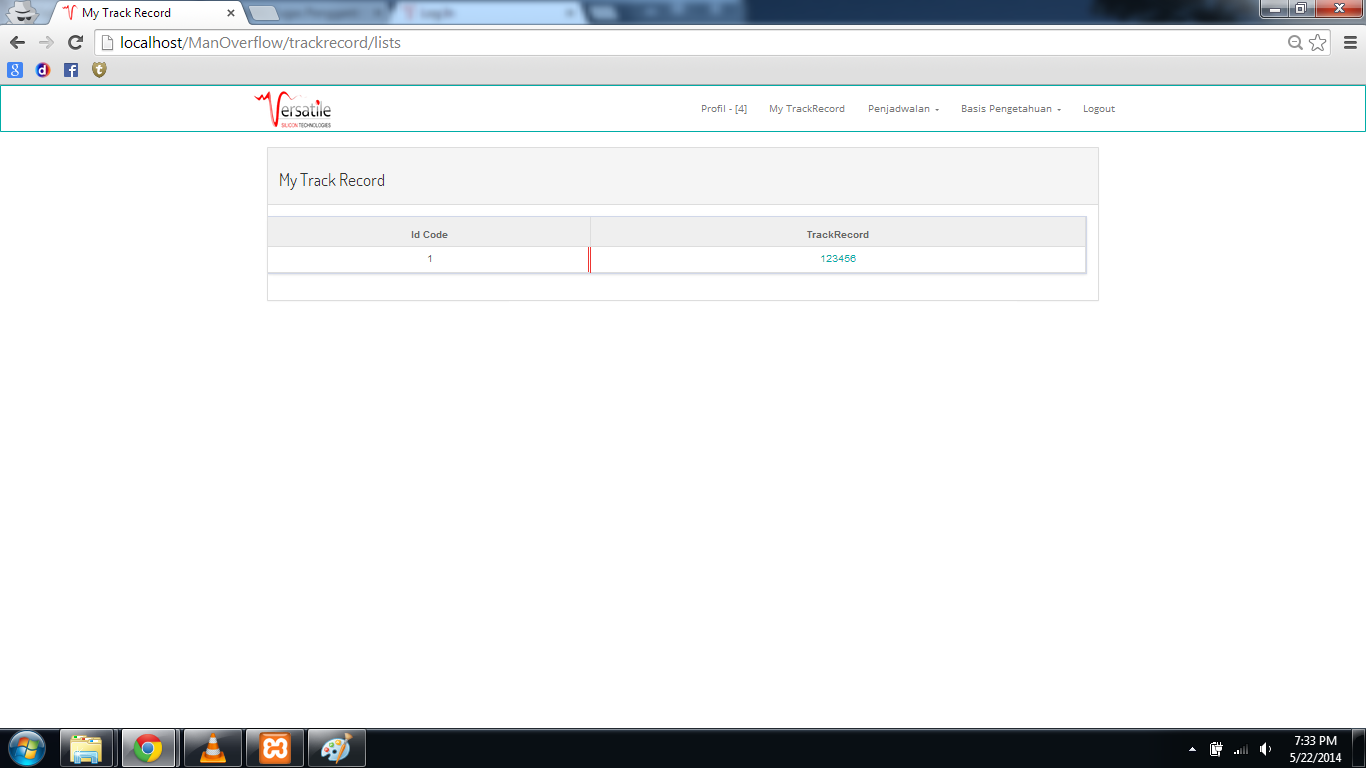 My Track Record
Log In
localhost/ManOverflow/trackrecord/lists
Versatile
SILICON TECHNOLOGIES
Profil - [4] My TrackRecord Penjadwalan Basis Pengetahuan Logout
My Track Record
Id Code TrackRecord
1 123456
7:33 PM
5/22/2014